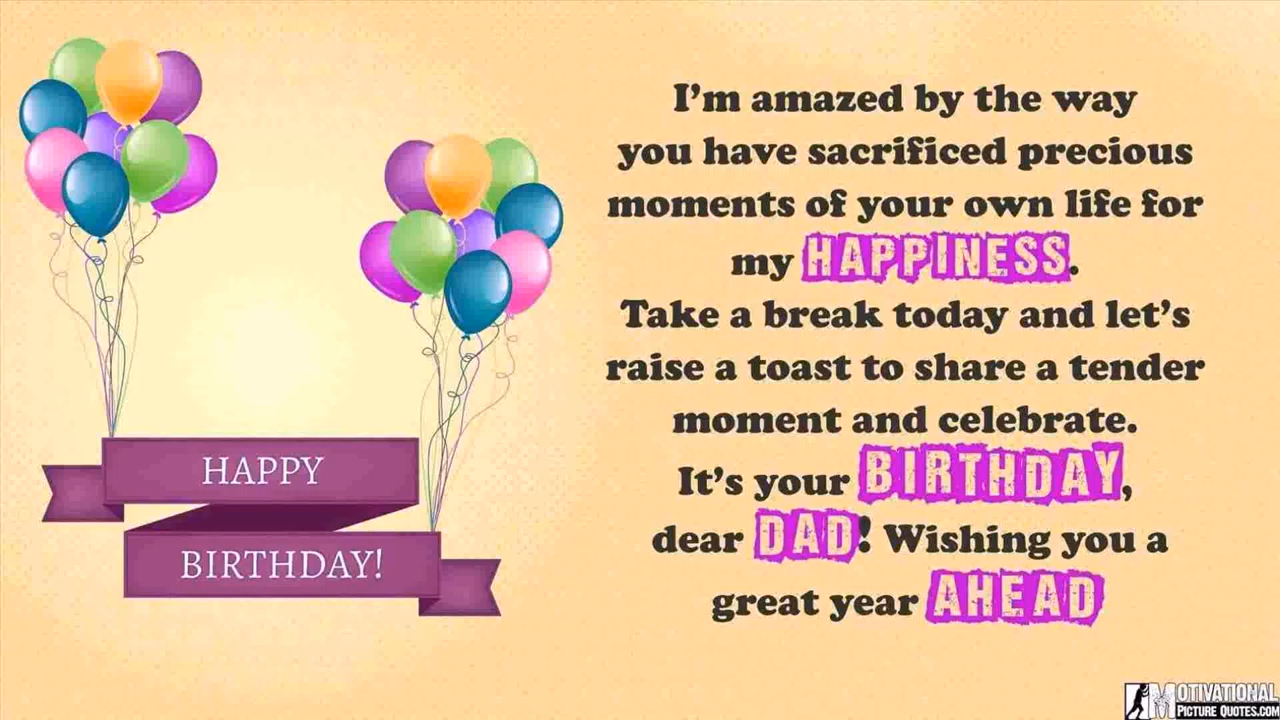 HAPPY
BIRTHDAY!
I'm amazed by the way
you have sacrificed precious
moments of your own life for
my HAPPINESS.
Take a break today and let's
raise a toast to share a tender
moment and celebrate.
It's your BIRTHDAY,
dear DAD! Wishing you a
great year AHEAD
MOTIVATIONAL
PICTURE QUOTES.COM